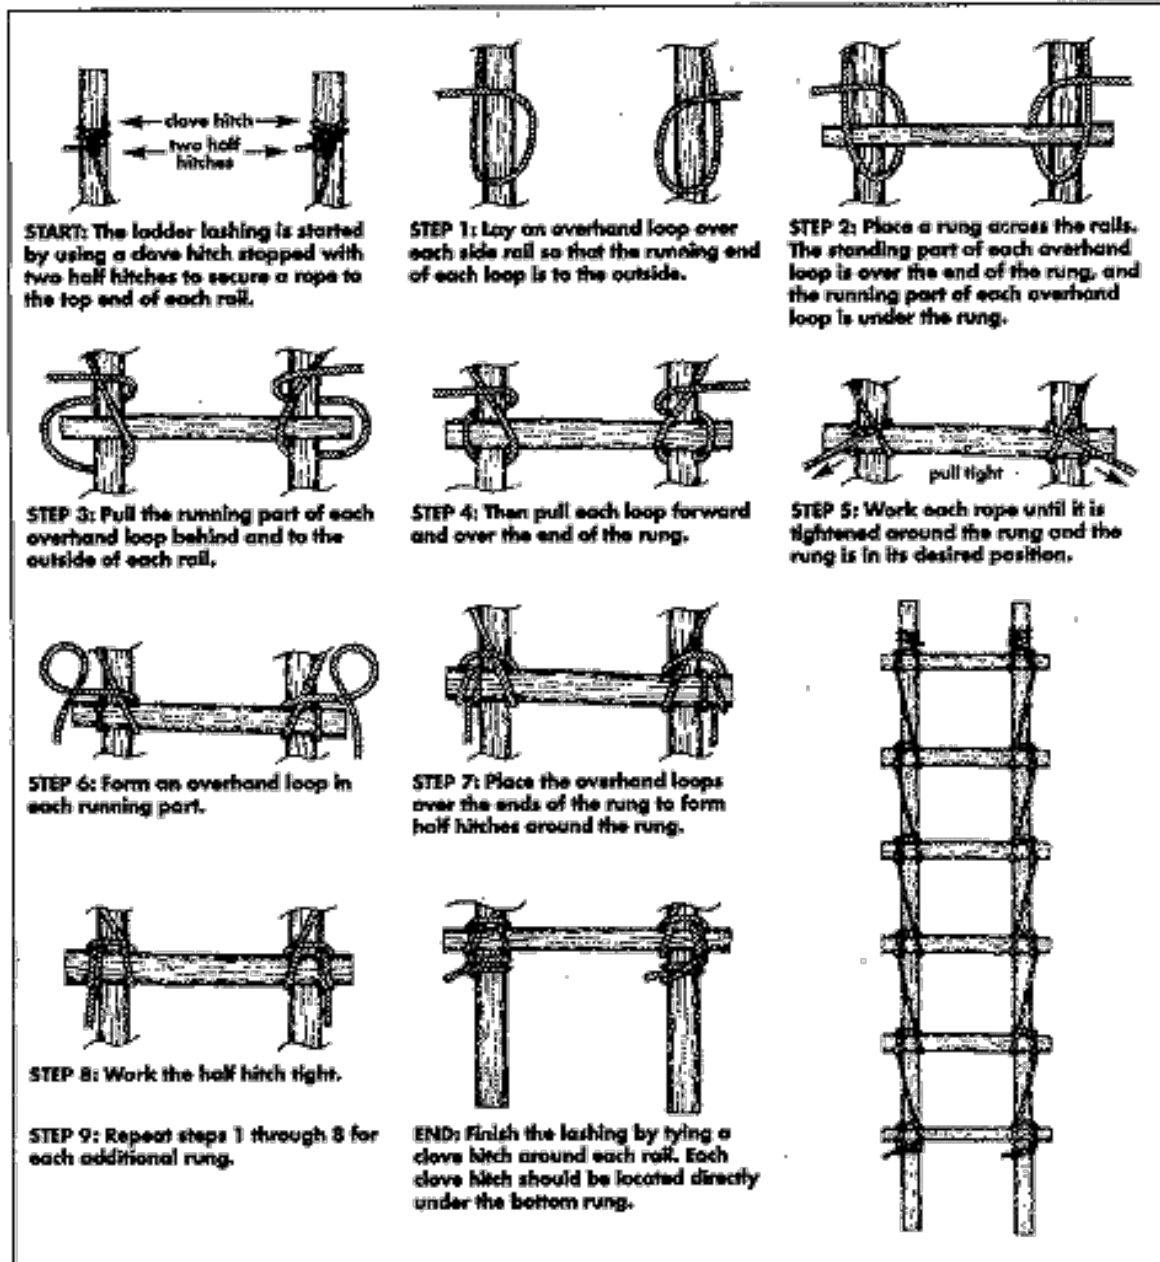 clove hitch
two half
hitches
START: The ladder lashing is started
by using a clove hitch stopped with
two half hitches to secure a rope to
the top end of each rail.
STEP 1: Lay an overhand loop over
each side rail so that the running end
of each loop is to the outside.
STEP 2: Place a rung across the rails.
The standing part of each overhand
loop is over the end of the rung, and
the running part of each overhand
loop is under the rung.
STEP 3: Pull the running part of each
overhand loop behind and to the
outside of each rail.
STEP 4: Then pull each loop forward
and over the end of the rung.
pull tight
STEP 5: Work each rope until it is
tightened around the rung and the
rung is in its desired position.
STEP 6: Form an overhand loop in
each running part.
STEP 7: Place the overhand loops
over the ends of the rung to form
half hitches around the rung.
STEP 8: Work the half hitch tight.
STEP 9: Repeat steps 1 through 8 for
each additional rung.
END: Finish the lashing by tying a
clove hitch around each rail. Each
clove hitch should be located directly
under the bottom rung.